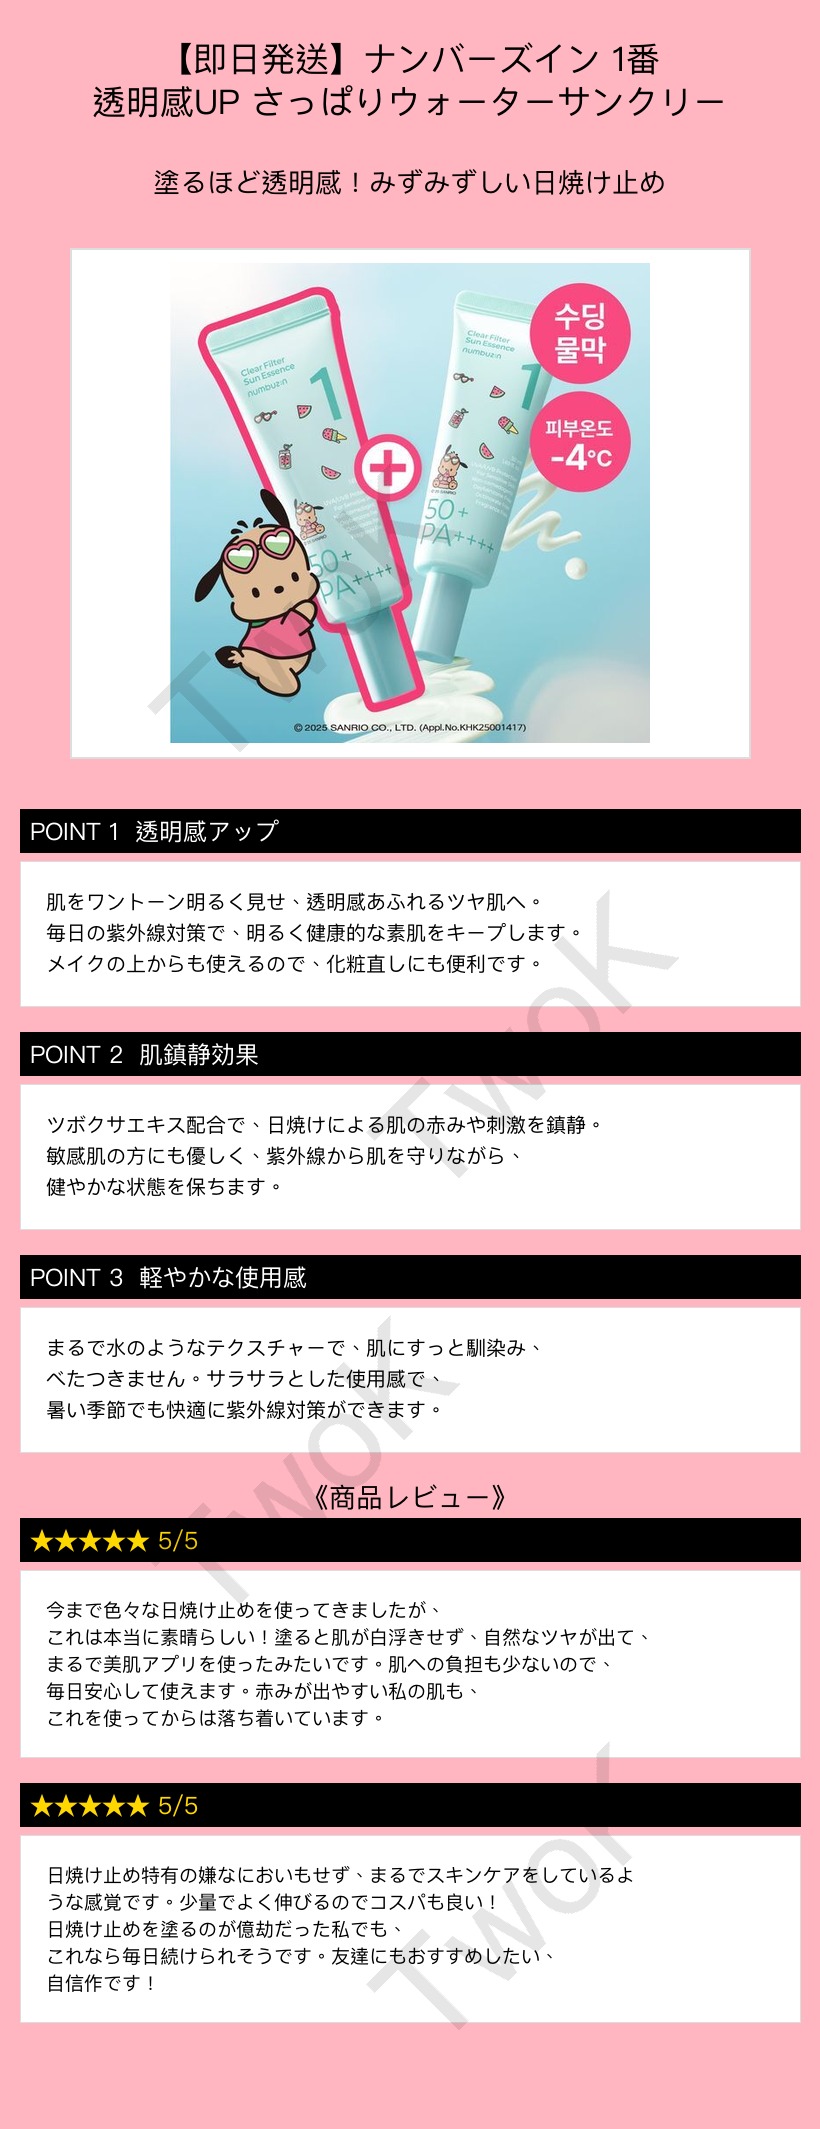 【即日発送】ナンバーズイン 1番
透明感UP さっぱりウォーターサンクリー
塗るほど透明感！みずみずしい日焼け止め
Clear Filter
Sun Essence
numbuz:n
1
50+
PA++++
Clear Filter
Sun Essence
numbuz:n
1
50+
PA++++
수딩
물막
피부온도
-4°C
© 2025 SANRIO CO., LTD. (Appl.No.KHK25001417)
POINT 1 透明感アップ
肌をワントーン明るく見せ、透明感あふれるツヤ肌へ。
毎日の紫外線対策で、明るく健康的な素肌をキープします。
メイクの上からも使えるので、化粧直しにも便利です。
POINT 2 肌鎮静効果
ツボクサエキス配合で、日焼けによる肌の赤みや刺激を鎮静。
敏感肌の方にも優しく、紫外線から肌を守りながら、
健やかな状態を保ちます。
POINT 3 軽やかな使用感
まるで水のようなテクスチャーで、肌にすっと馴染み、
べたつきません。サラサラとした使用感で、
暑い季節でも快適に紫外線対策ができます。
《商品レビュー》
★★★★★ 5/5
今まで色々な日焼け止めを使ってきましたが、
これは本当に素晴らしい！塗ると肌が白浮きせず、自然なツヤが出て、
まるで美肌アプリを使ったみたいです。肌への負担も少ないので、
毎日安心して使えます。赤みが出やすい私の肌も、
これを使ってからは落ち着いています。
★★★★★ 5/5
日焼け止め特有の嫌なにおいもせず、まるでスキンケアをしているよ
うな感覚です。少量でよく伸びるのでコスパも良い！
日焼け止めを塗るのが億劫だった私でも、
これなら毎日続けられそうです。友達にもおすすめしたい、
自信作です！
TwoK
TwoK
TwoK
TwoK